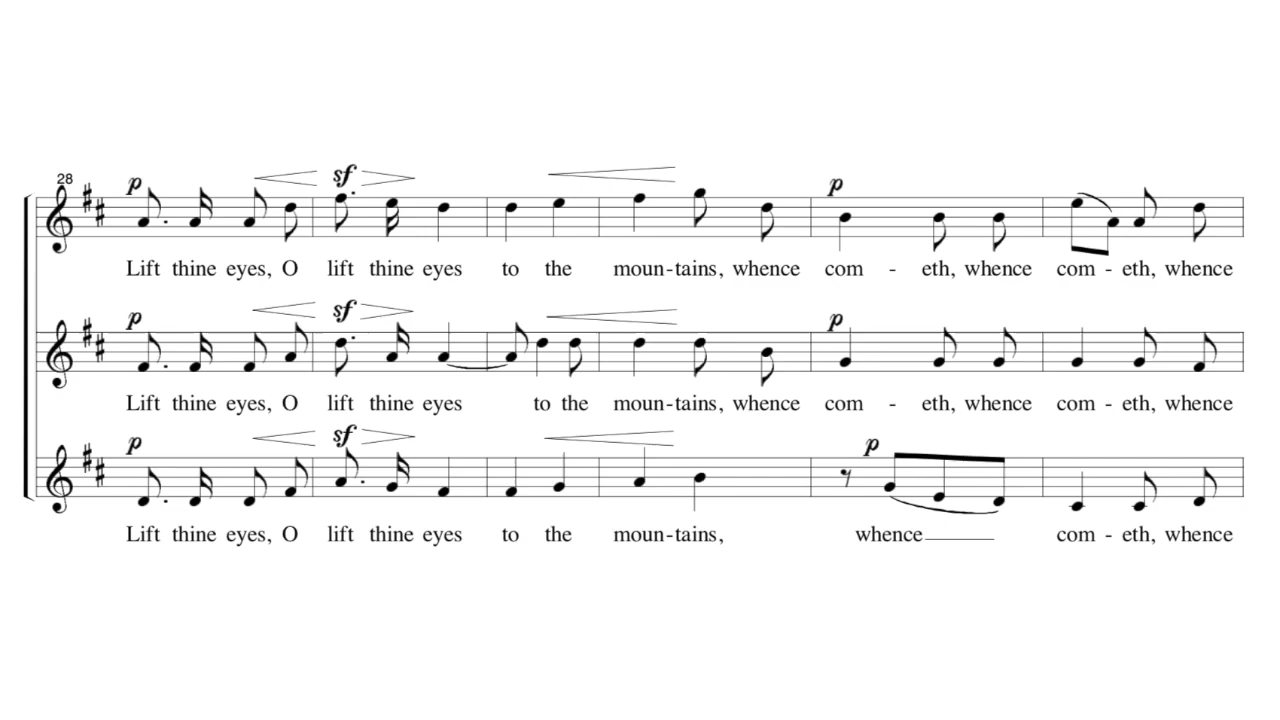 28
p sf p
Lift thine eyes, O lift thine eyes to the moun-tains, whence com - eth, whence com - eth, whence
p sf p
Lift thine eyes, O lift thine eyes to the moun-tains, whence com - eth, whence com - eth, whence
p sf p
Lift thine eyes, O lift thine eyes to the moun-tains, whence com - eth, whence